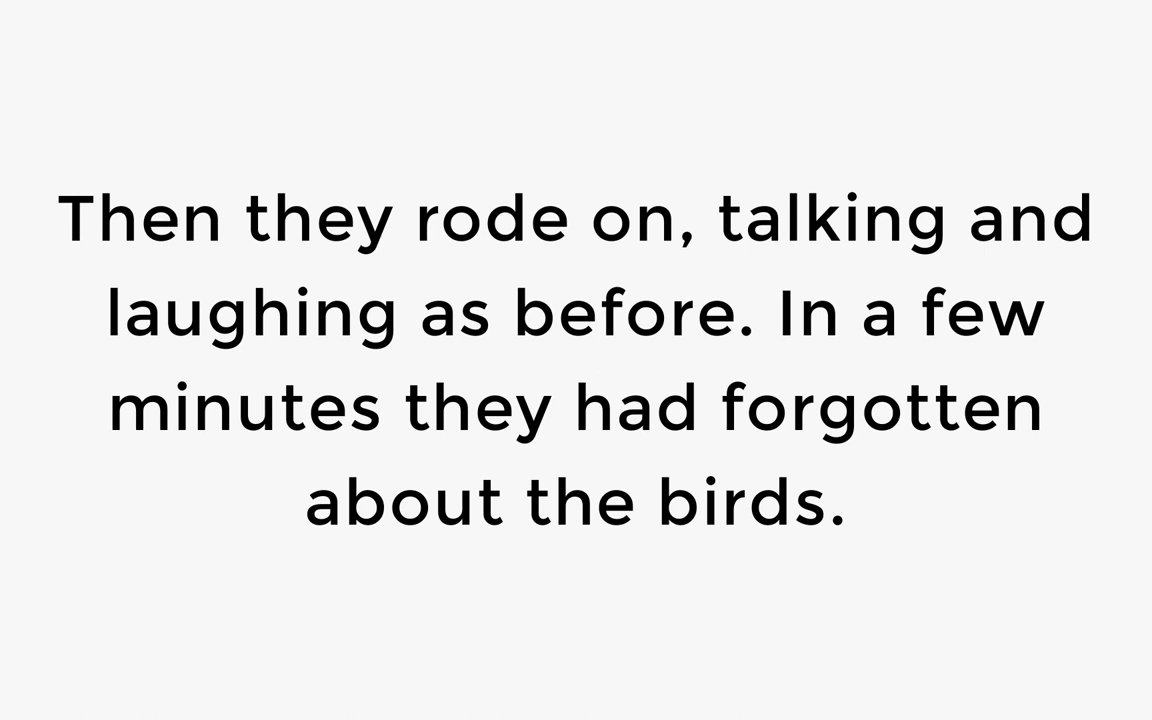 Then they rode on, talking and
laughing as before. In a few
minutes they had forgotten
about the birds.